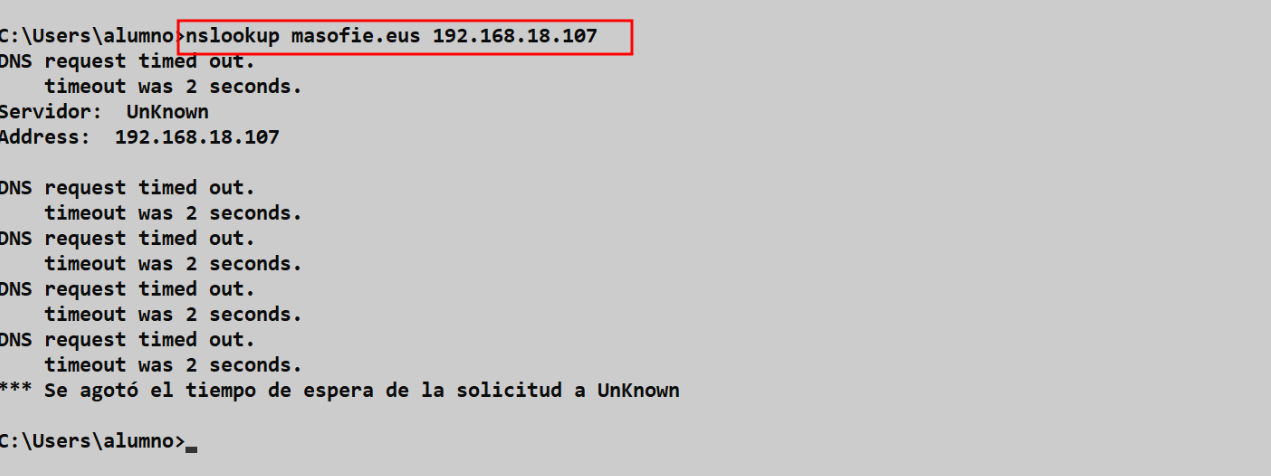 C:\Users\alumno>nslookup masofie.eus 192.168.18.107
DNS request timed out.
    timeout was 2 seconds.
Servidor:  UnKnown
Address:  192.168.18.107

DNS request timed out.
    timeout was 2 seconds.
DNS request timed out.
    timeout was 2 seconds.
DNS request timed out.
    timeout was 2 seconds.
DNS request timed out.
    timeout was 2 seconds.
*** Se agotó el tiempo de espera de la solicitud a UnKnown

C:\Users\alumno>